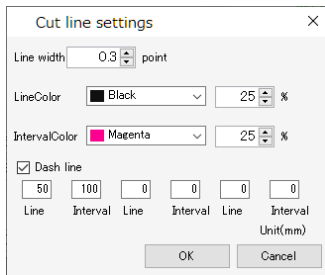 Cut line settings
Line width 0.3 point
LineColor Black 25 %
IntervalColor Magenta 25 %
Dash line
50 100 0 0 0 0
Line Interval Line Interval Line Interval
Unit(mm)
OK Cancel